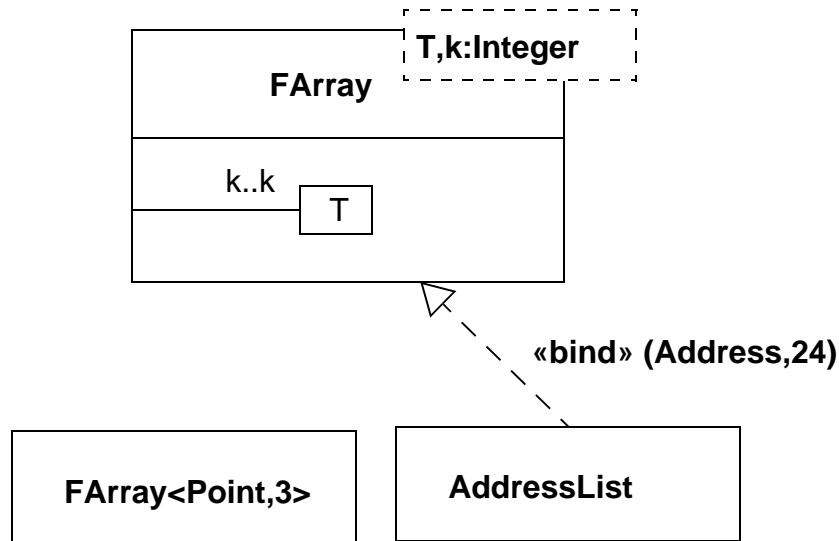 T,k:Integer
FArray
k..k
T
«bind» (Address,24)
FArray<Point,3>
AddressList